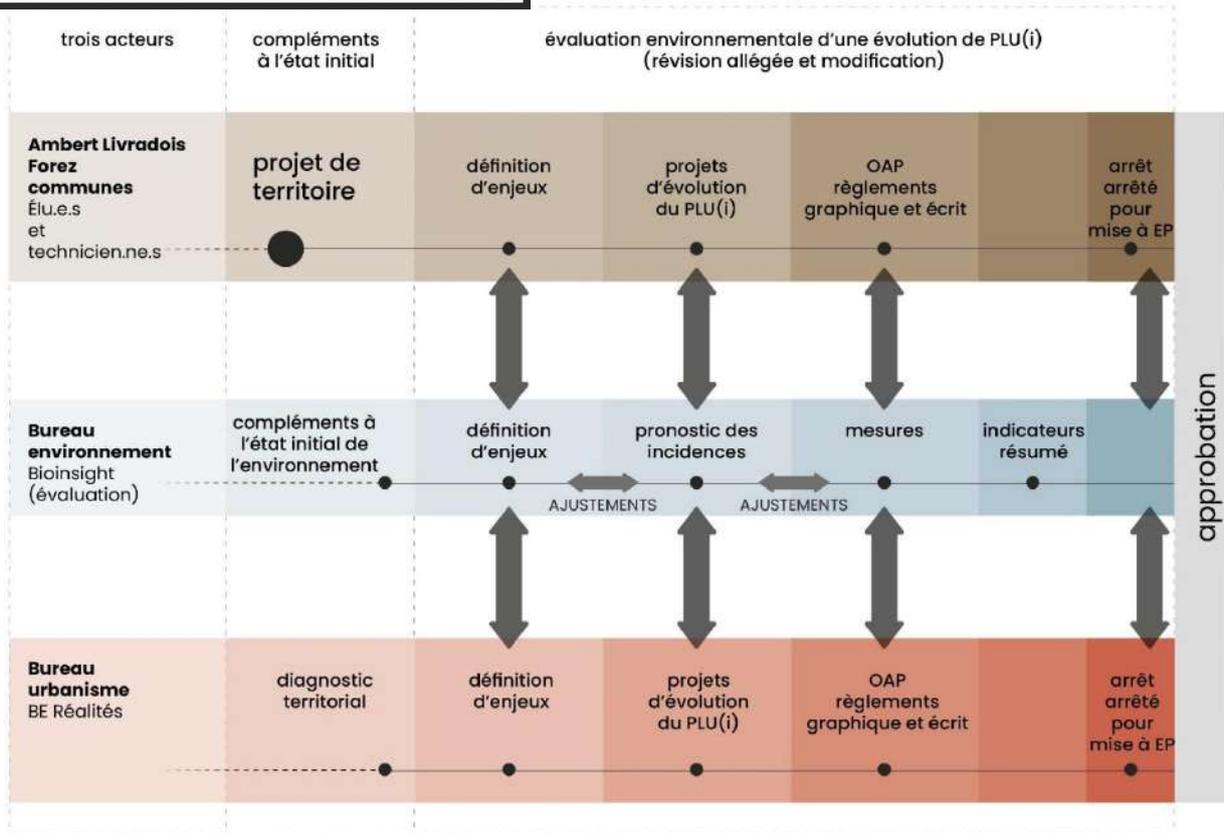 trois acteurs
compléments
à l'état initial
évaluation environnementale d'une évolution de PLU(i)
(révision allégée et modification)
Ambert Livradois
Forez
communes
Élu.e.s
et
technicien.ne.s
projet de
territoire
définition
d'enjeux
projets
d'évolution
du PLU(i)
OAP
règlements
graphique et écrit
arrêt
arrêté
pour
mise à EP
Bureau
environnement
Bioinsight
(évaluation)
compléments à
l'état initial de
l'environnement
définition
d'enjeux
AJUSTEMENTS
pronostic des
incidences
AJUSTEMENTS
mesures
indicateurs
résumé
Bureau
urbanisme
BE Réalités
diagnostic
territorial
définition
d'enjeux
projets
d'évolution
du PLU(i)
OAP
règlements
graphique et écrit
arrêt
arrêté
pour
mise à EP
approbation